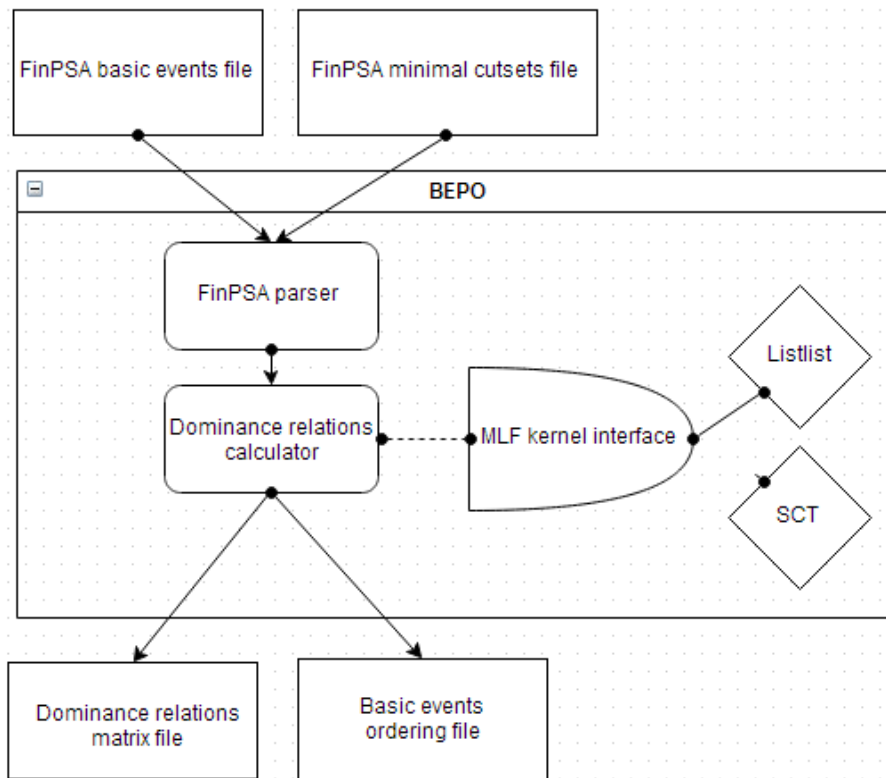 FinPSA basic events file
FinPSA minimal cutsets file
BEPO
FinPSA parser
Listlist
Dominance relations
calculator
MLF kernel interface
SCT
Dominance relations
matrix file
Basic events
ordering file